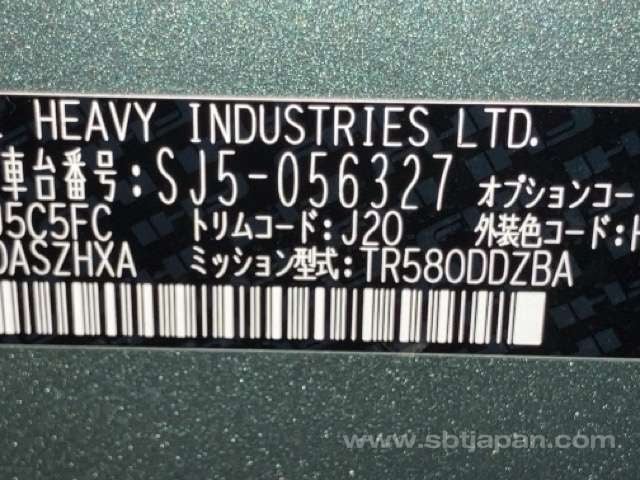 HEAVY INDUSTRIES LTD.
車台番号:SJ5-056327 オプションコー
J5C5FC トリムコード:J20 外装色コード:H
DASZHXA ミッション型式:TR580DDZBA
www.sbtjapan.com